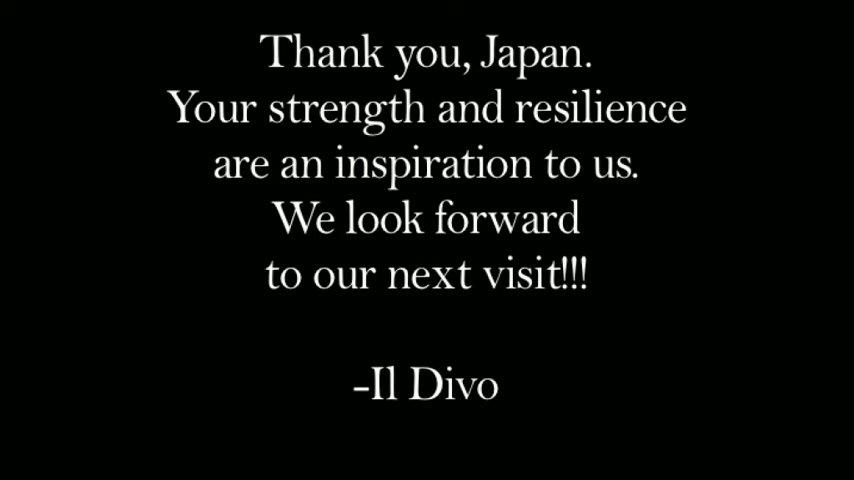 Thank you, Japan.
Your strength and resilience
are an inspiration to us.
We look forward
to our next visit!!!
-Il Divo